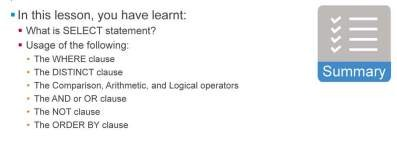 In this lesson, you have learnt:
What is SELECT statement?
Usage of the following:
The WHERE clause
The DISTINCT clause
The Comparison, Arithmetic, and Logical operators
The AND or OR clause
The NOT clause
The ORDER BY clause
Summary